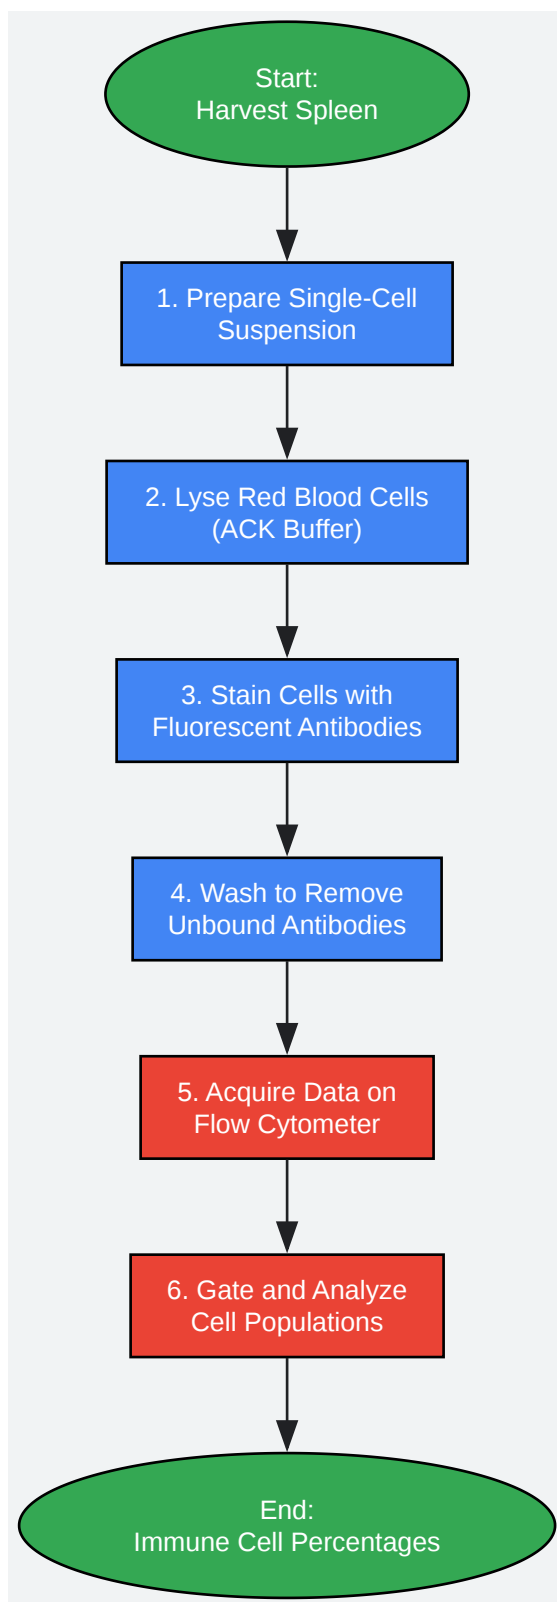 Start:
Harvest Spleen
1. Prepare Single-Cell
Suspension
2. Lyse Red Blood Cells
(ACK Buffer)
3. Stain Cells with
Fluorescent Antibodies
4. Wash to Remove
Unbound Antibodies
5. Acquire Data on
Flow Cytometer
6. Gate and Analyze
Cell Populations
End:
Immune Cell Percentages